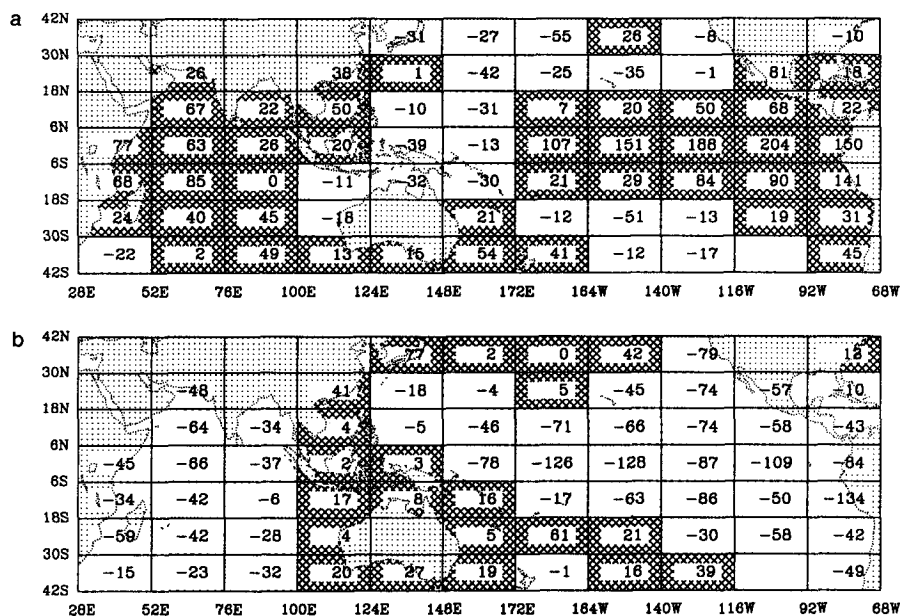 a
42N -31 -27 -55 26 -8 -10
30N 26 38 1 -42 -25 -35 -1 81 18
18N 67 22 50 -10 -31 7 20 50 68 22
6N 77 63 26 20 -39 -13 107 151 188 204 150
6S 68 85 0 -11 -32 -30 21 29 84 90 141
18S 24 40 45 -18 21 -12 -51 -13 19 31
30S -22 2 49 13 15 54 41 -12 -17 45
42S
28E 52E 76E 100E 124E 148E 172E 164W 140W 116W 92W 68W
b
42N 77 2 0 42 -79 12
30N -48 41 -18 -4 5 -45 -74 -57 10
18N -64 -34 4 -5 -46 -71 -66 -74 -58 -43
6N -45 -66 -37 2 3 -78 -126 -128 -87 -109 -84
6S -34 -42 -6 17 8 16 -17 -63 -86 -50 -134
18S -59 -42 -28 4 5 61 21 -30 -58 -42
30S -15 -23 -32 20 27 19 -1 16 39 -49
42S
28E 52E 76E 100E 124E 148E 172E 164W 140W 116W 92W 68W